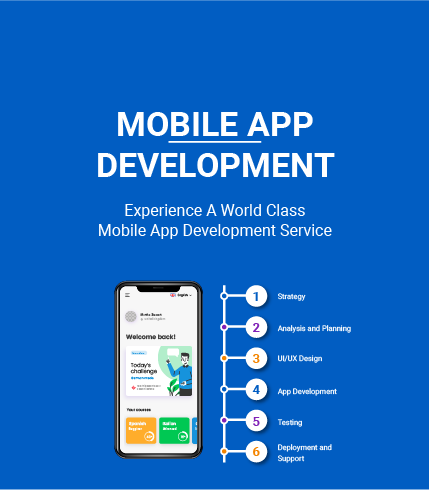 MOBILE APP
DEVELOPMENT
Experience A World Class
Mobile App Development Service
English
Welcome back!
Today's
challenge
Your courses
Spanish
Italian
1
Strategy
2
Analysis and Planning
3
UI/UX Design
4
App Development
5
Testing
6
Deployment and
Support